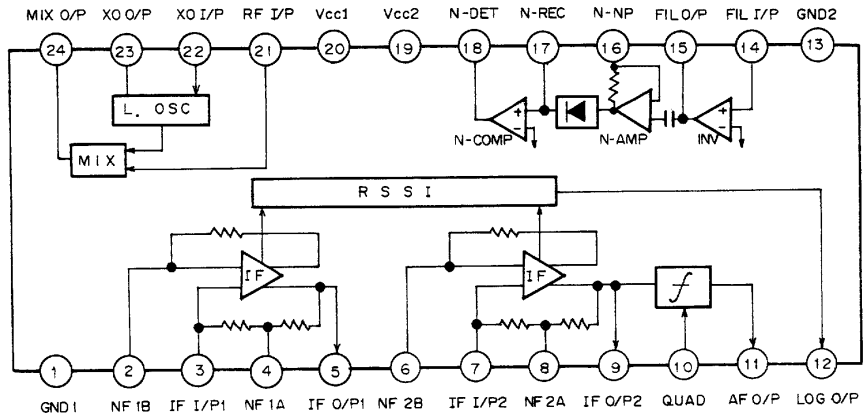 MIX O/P XO O/P XO I/P RF I/P Vcc1 Vcc2 N-DET N-REC N-NP FIL O/P FIL I/P GND2
24 23 22 21 20 19 18 17 16 15 14 13
L. OSC
MIX
N-COMP N-AMP INV
+ - + -
RSSI
IF IF
f
1 2 3 4 5 6 7 8 9 10 11 12
GND1 NF1B IF I/P1 NF1A IF O/P1 NF2B IF I/P2 NF2A IF O/P2 QUAD AF O/P LOG O/P